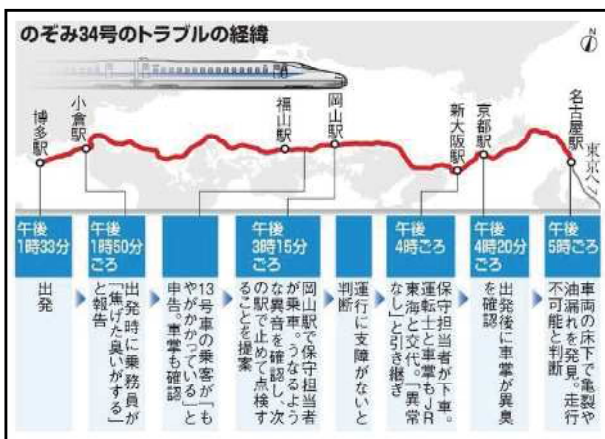 のぞみ34号のトラブルの経緯
N
博多駅
小倉駅
福山駅
岡山駅
新大阪駅
京都駅
名古屋駅
東京へ
午後
1時33分
出発
午後
1時50分
ごろ
出発時に乗務員が
「焦げた臭いがする」
と報告
13号車の乗客が「も
やがかかっている」と
申告。車掌も確認
午後
3時15分
ごろ
岡山駅で保守担当者
が乗車。うなるよう
な異音を確認し、次
の駅で止めて点検す
ることを提案
運行に支障がないと
判断
午後
4時ごろ
保守担当者が下車。
運転士と車掌もJR
東海と交代。「異常
なし」と引き継ぎ
午後
4時20分
ごろ
出発後に車掌が異臭
を確認
午後
5時ごろ
車両の床下で亀裂や
油漏れを発見。走行
不可能と判断